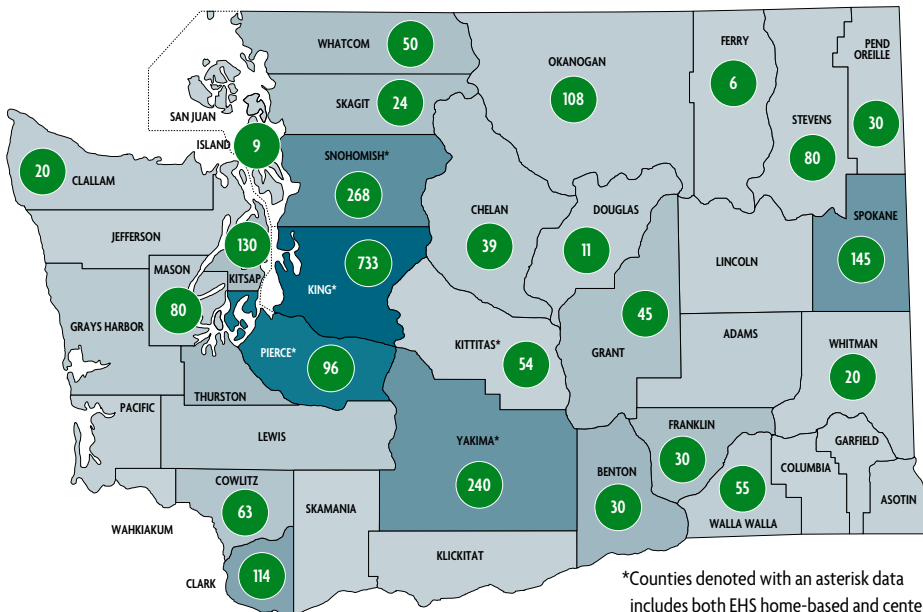 WHATCOM
50
OKANOGAN
108
FERRY
6
PEND
OREILLE
30
SAN JUAN
SKAGIT
24
STEVENS
80
ISLAND
9
SNOHOMISH*
268
20
CLALLAM
CHELAN
39
DOUGLAS
11
SPOKANE
145
JEFFERSON
130
KITSAP
733
KING*
LINCOLN
MASON
80
GRAYS HARBOR
45
GRANT
ADAMS
PIERCE*
96
KITTITAS*
54
WHITMAN
20
THURSTON
PACIFIC
LEWIS
YAKIMA*
240
FRANKLIN
30
GARFIELD
BENTON
30
COLUMBIA
55
WALLA WALLA
ASOTIN
COWLITZ
63
SKAMANIA
WAHKIAKUM
KLICKITAT
CLARK
114
*Counties denoted with an asterisk data
includes both EHS home-based and cente